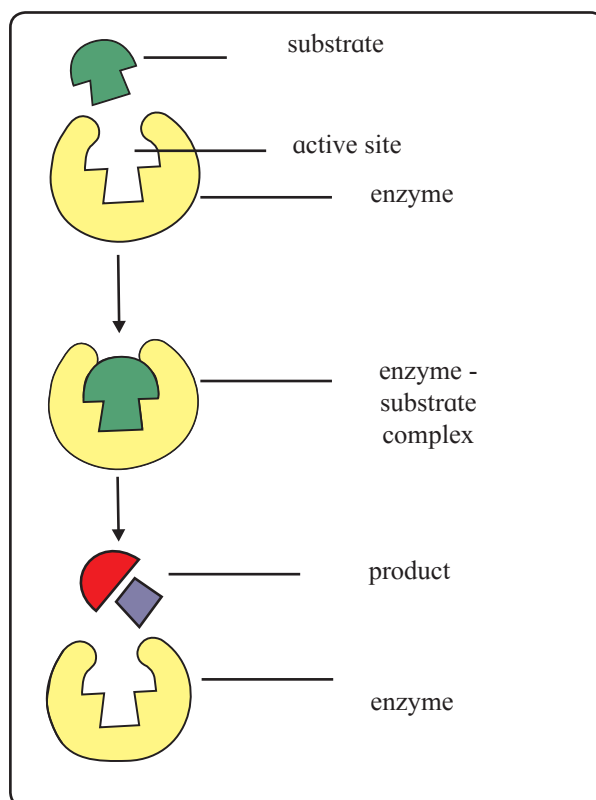 substrate
active site
enzyme
enzyme -
substrate
complex
product
enzyme